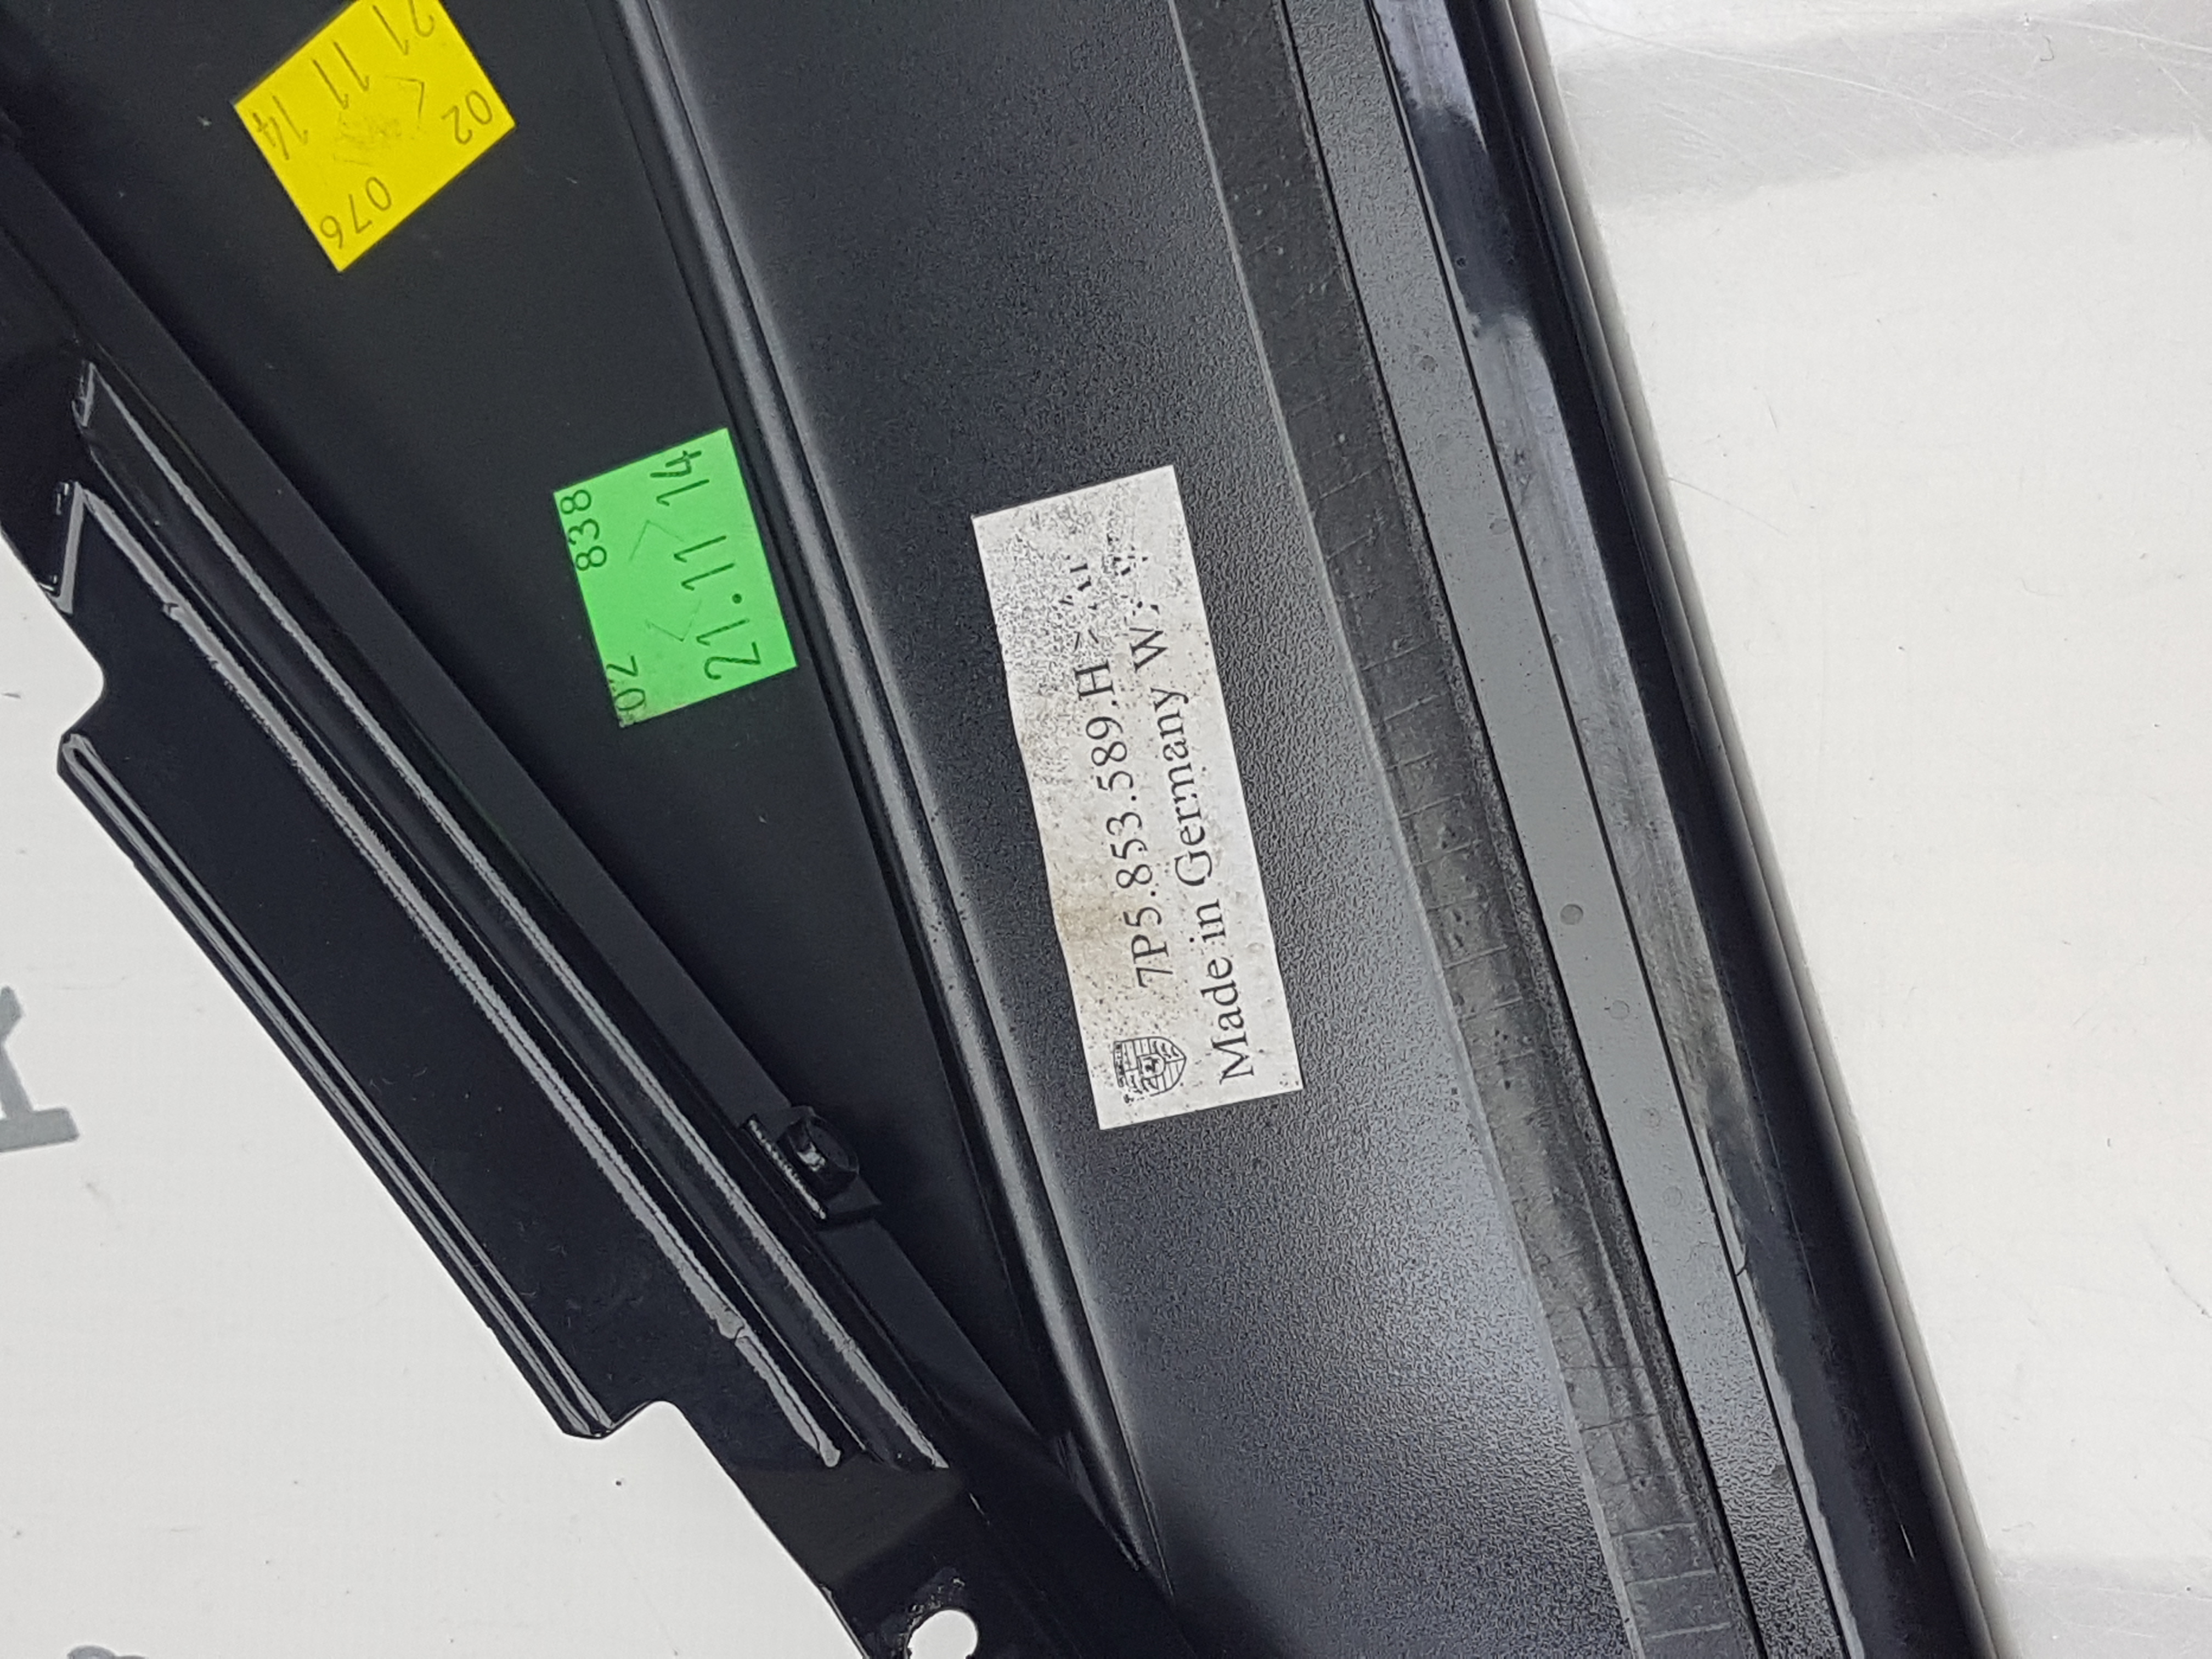 21 11 14
02 076
838
02
21.11 14
7P5.853.589.H
Made in Germany W